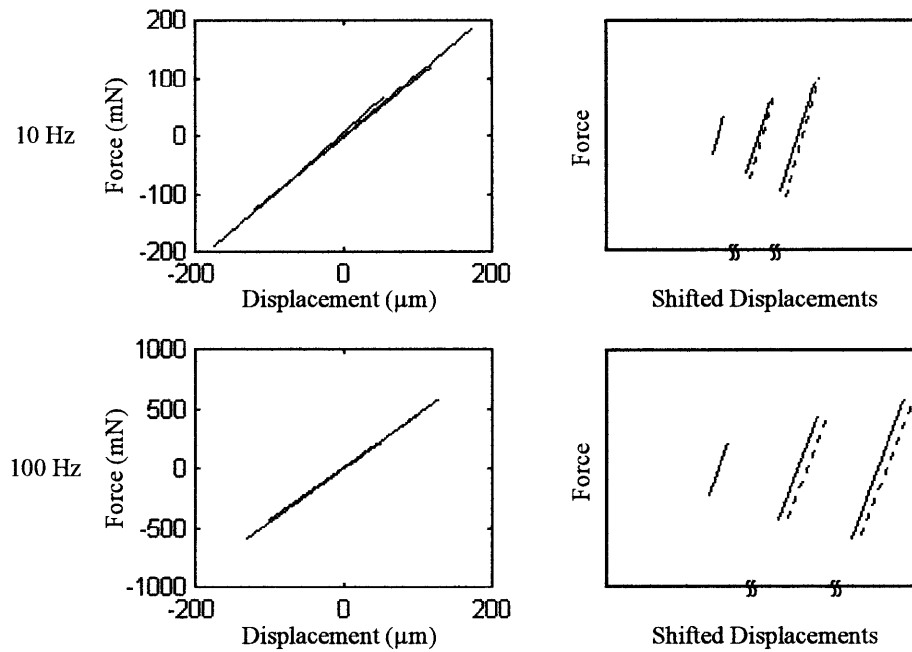 200
100
0
-100
-200
-200 0 200
Force (mN)
Displacement (µm)
10 Hz
Force
Shifted Displacements
1000
500
0
-500
-1000
-200 0 200
Force (mN)
Displacement (µm)
100 Hz
Force
Shifted Displacements